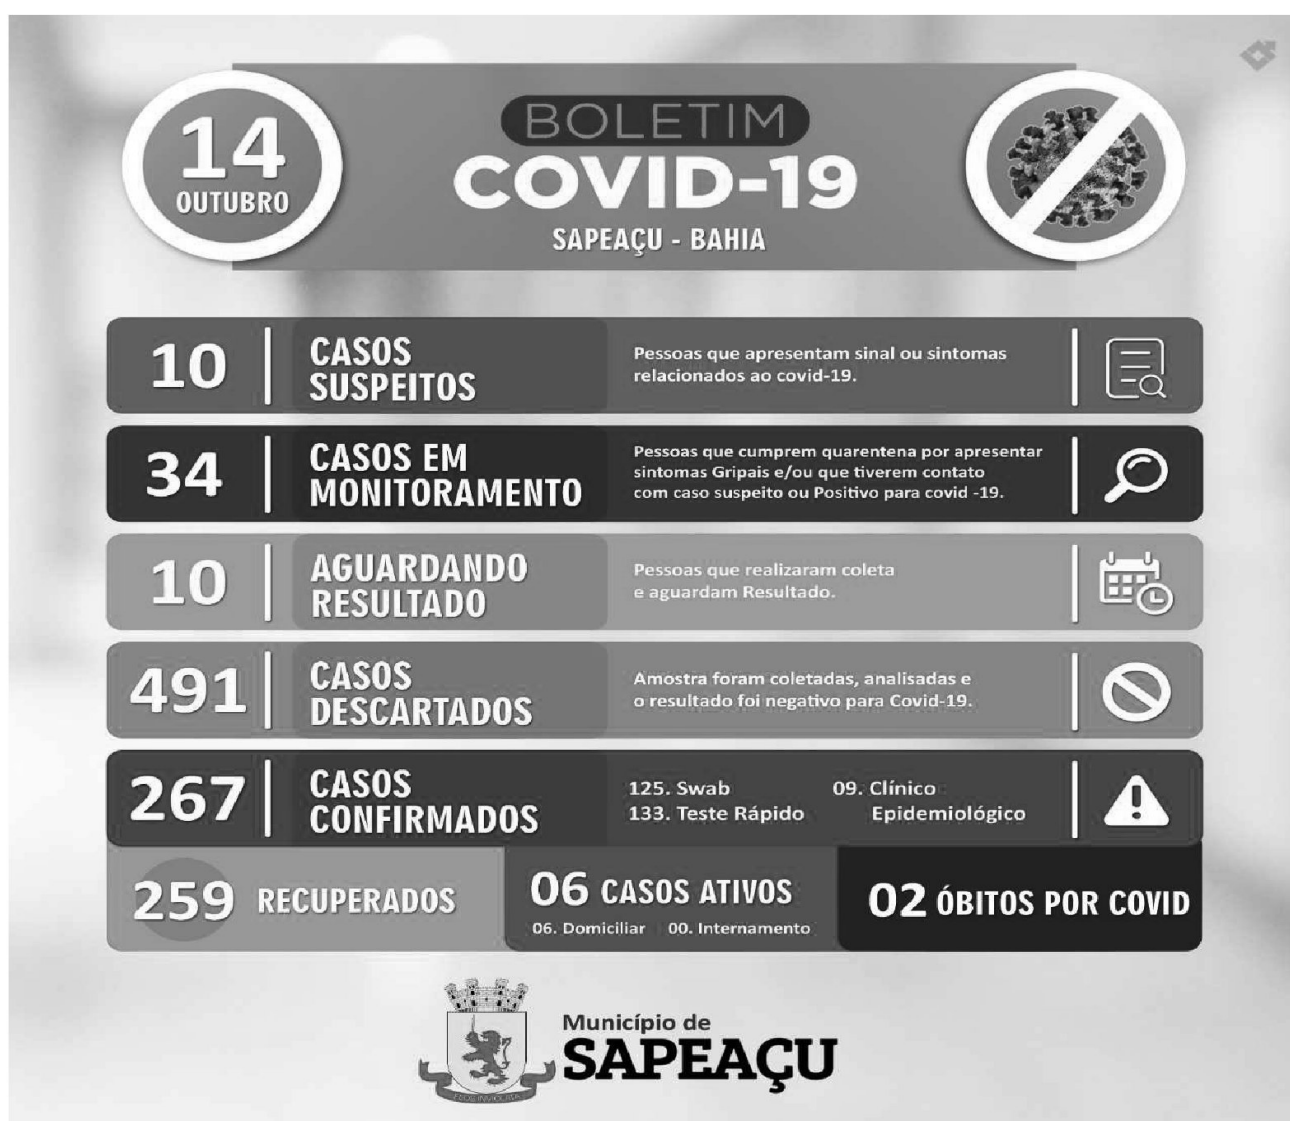 14
OUTUBRO
BOLETIM
COVID-19
SAPEAÇU - BAHIA
10
CASOS
SUSPEITOS
Pessoas que apresentam sinal ou sintomas
relacionados ao covid-19.
34
CASOS EM
MONITORAMENTO
Pessoas que cumprem quarentena por apresentar
sintomas Gripais e/ou que tiverem contato
com caso suspeito ou Positivo para covid -19.
10
AGUARDANDO
RESULTADO
Pessoas que realizaram coleta
e aguardam Resultado.
491
CASOS
DESCARTADOS
Amostra foram coletadas, analisadas e
o resultado foi negativo para Covid-19.
267
CASOS
CONFIRMADOS
125. Swab
133. Teste Rápido
09. Clínico
Epidemiológico
259 RECUPERADOS
06 CASOS ATIVOS
06. Domiciliar 00. Internamento
02 ÓBITOS POR COVID
Município de
SAPEAÇU